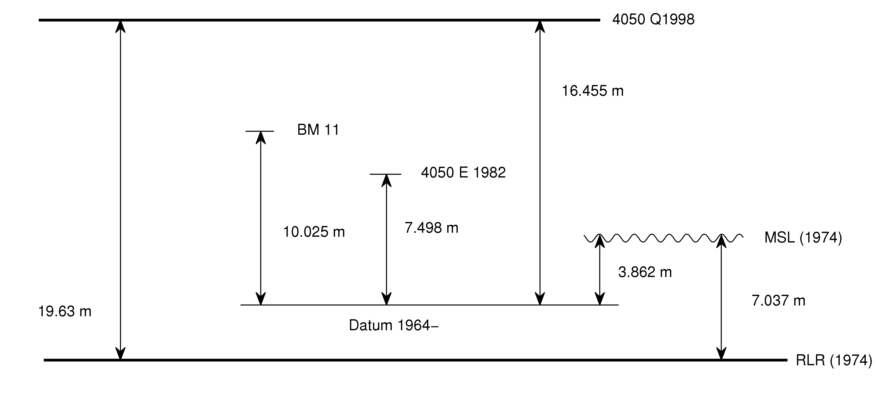 4050 Q1998
16.455 m
BM 11
4050 E 1982
10.025 m
7.498 m
MSL (1974)
3.862 m
7.037 m
19.63 m
Datum 1964–
RLR (1974)